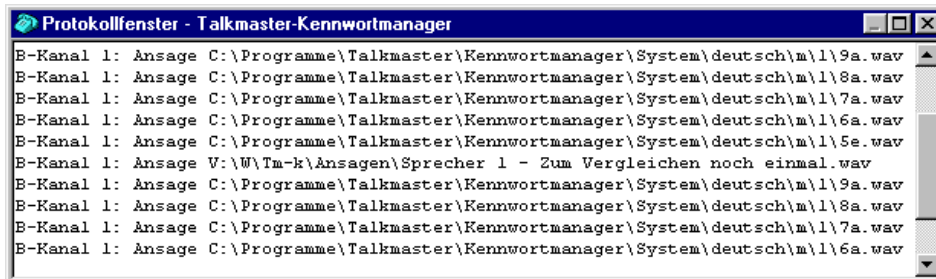 Protokollfenster - Talkmaster-Kennwortmanager
B-Kanal 1: Ansage C:\Programme\Talkmaster\Kennwortmanager\System\deutsch\m\1\9a.wav
B-Kanal 1: Ansage C:\Programme\Talkmaster\Kennwortmanager\System\deutsch\m\1\8a.wav
B-Kanal 1: Ansage C:\Programme\Talkmaster\Kennwortmanager\System\deutsch\m\1\7a.wav
B-Kanal 1: Ansage C:\Programme\Talkmaster\Kennwortmanager\System\deutsch\m\1\6a.wav
B-Kanal 1: Ansage C:\Programme\Talkmaster\Kennwortmanager\System\deutsch\m\1\5e.wav
B-Kanal 1: Ansage V:\W\Tm-k\Ansagen\Sprecher 1 - Zum Vergleichen noch einmal.wav
B-Kanal 1: Ansage C:\Programme\Talkmaster\Kennwortmanager\System\deutsch\m\1\9a.wav
B-Kanal 1: Ansage C:\Programme\Talkmaster\Kennwortmanager\System\deutsch\m\1\8a.wav
B-Kanal 1: Ansage C:\Programme\Talkmaster\Kennwortmanager\System\deutsch\m\1\7a.wav
B-Kanal 1: Ansage C:\Programme\Talkmaster\Kennwortmanager\System\deutsch\m\1\6a.wav